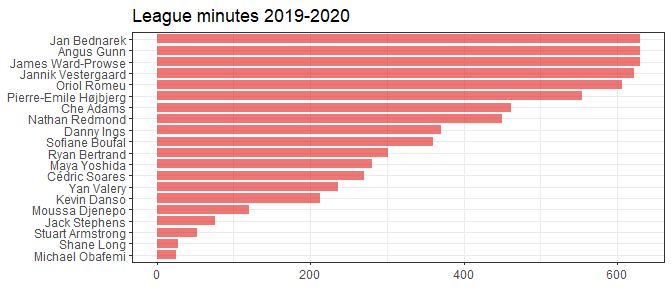 League minutes 2019-2020
Jan Bednarek
Angus Gunn
James Ward-Prowse
Jannik Vestergaard
Oriol Romeu
Pierre-Emile Højbjerg
Che Adams
Nathan Redmond
Danny Ings
Sofiane Boufal
Ryan Bertrand
Maya Yoshida
Cédric Soares
Yan Valery
Kevin Danso
Moussa Djenepo
Jack Stephens
Stuart Armstrong
Shane Long
Michael Obafemi
0 200 400 600